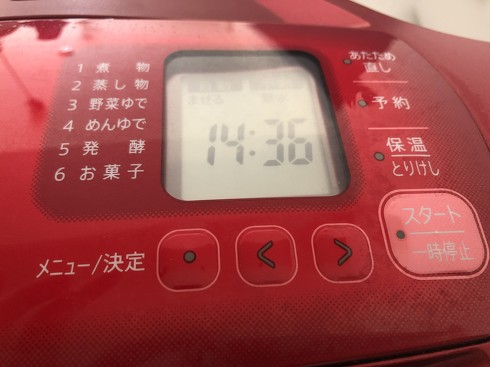 1 煮物
2 蒸し物
3 野菜ゆで
4 めんゆで
5 発酵
6 お菓子
14:36
あたため
直し
予約
保温
とりけし
スタート
一時停止
メニュー/決定
<
>